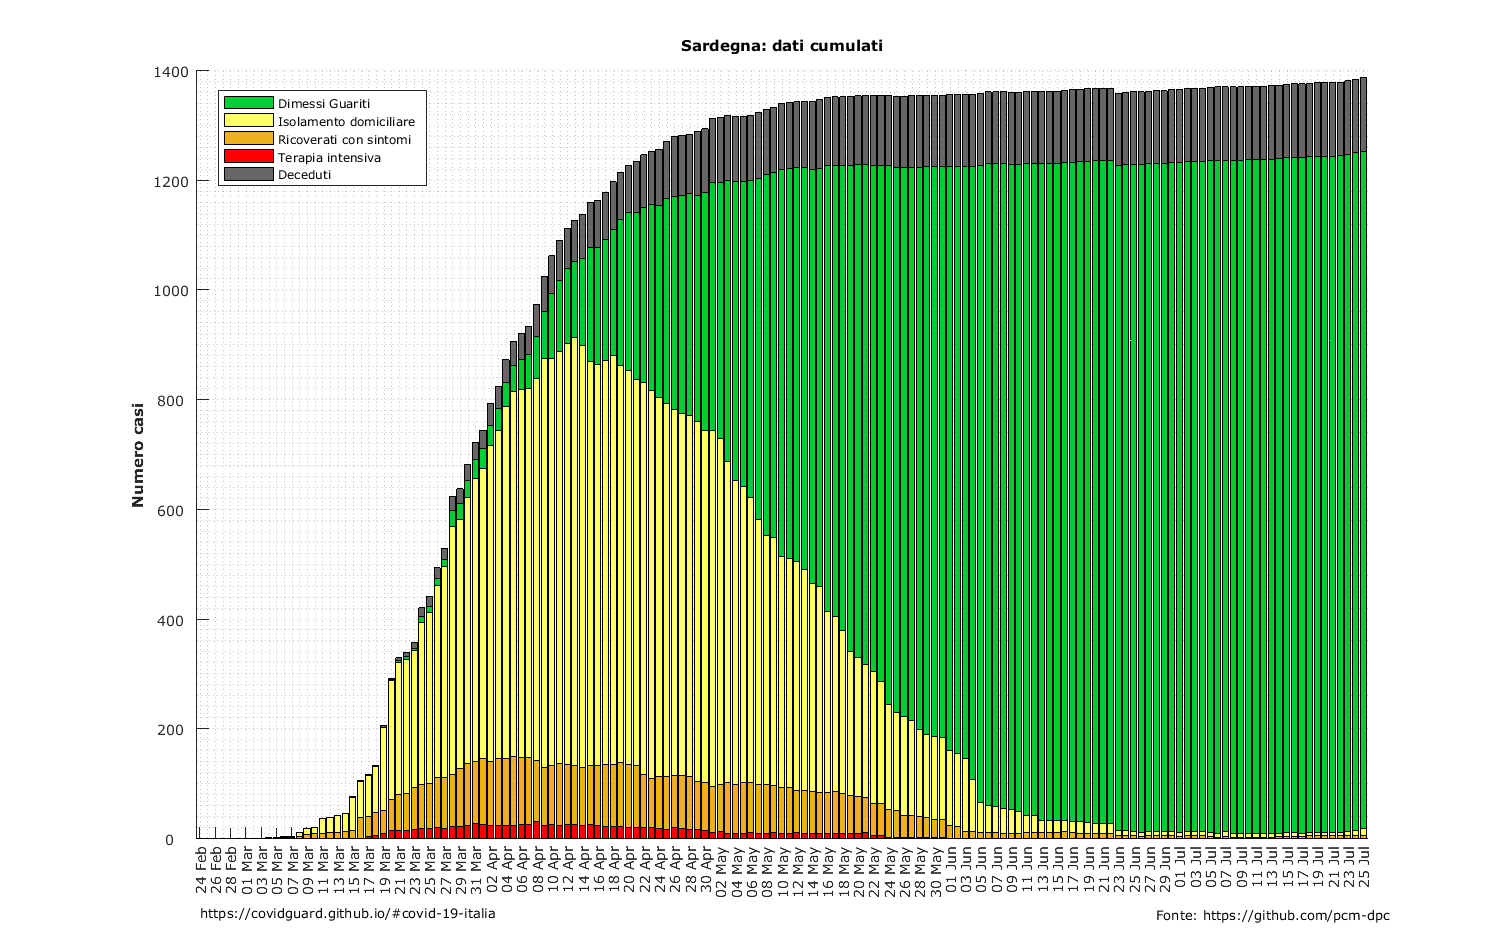 Sardegna: dati cumulati
1400
1200
1000
800
600
400
200
0
Numero casi
Dimessi Guariti
Isolamento domiciliare
Ricoverati con sintomi
Terapia intensiva
Deceduti
24 Feb
26 Feb
28 Feb
01 Mar
03 Mar
05 Mar
07 Mar
09 Mar
11 Mar
13 Mar
15 Mar
17 Mar
19 Mar
21 Mar
23 Mar
25 Mar
27 Mar
29 Mar
31 Mar
02 Apr
04 Apr
06 Apr
08 Apr
10 Apr
12 Apr
14 Apr
16 Apr
18 Apr
20 Apr
22 Apr
24 Apr
26 Apr
28 Apr
30 Apr
02 May
04 May
06 May
08 May
10 May
12 May
14 May
16 May
18 May
20 May
22 May
24 May
26 May
28 May
30 May
01 Jun
03 Jun
05 Jun
07 Jun
09 Jun
11 Jun
13 Jun
15 Jun
17 Jun
19 Jun
21 Jun
23 Jun
25 Jun
27 Jun
29 Jun
01 Jul
03 Jul
05 Jul
07 Jul
09 Jul
11 Jul
13 Jul
15 Jul
17 Jul
19 Jul
21 Jul
23 Jul
25 Jul
https://covidguard.github.io/#covid-19-italia
Fonte: https://github.com/pcm-dpc